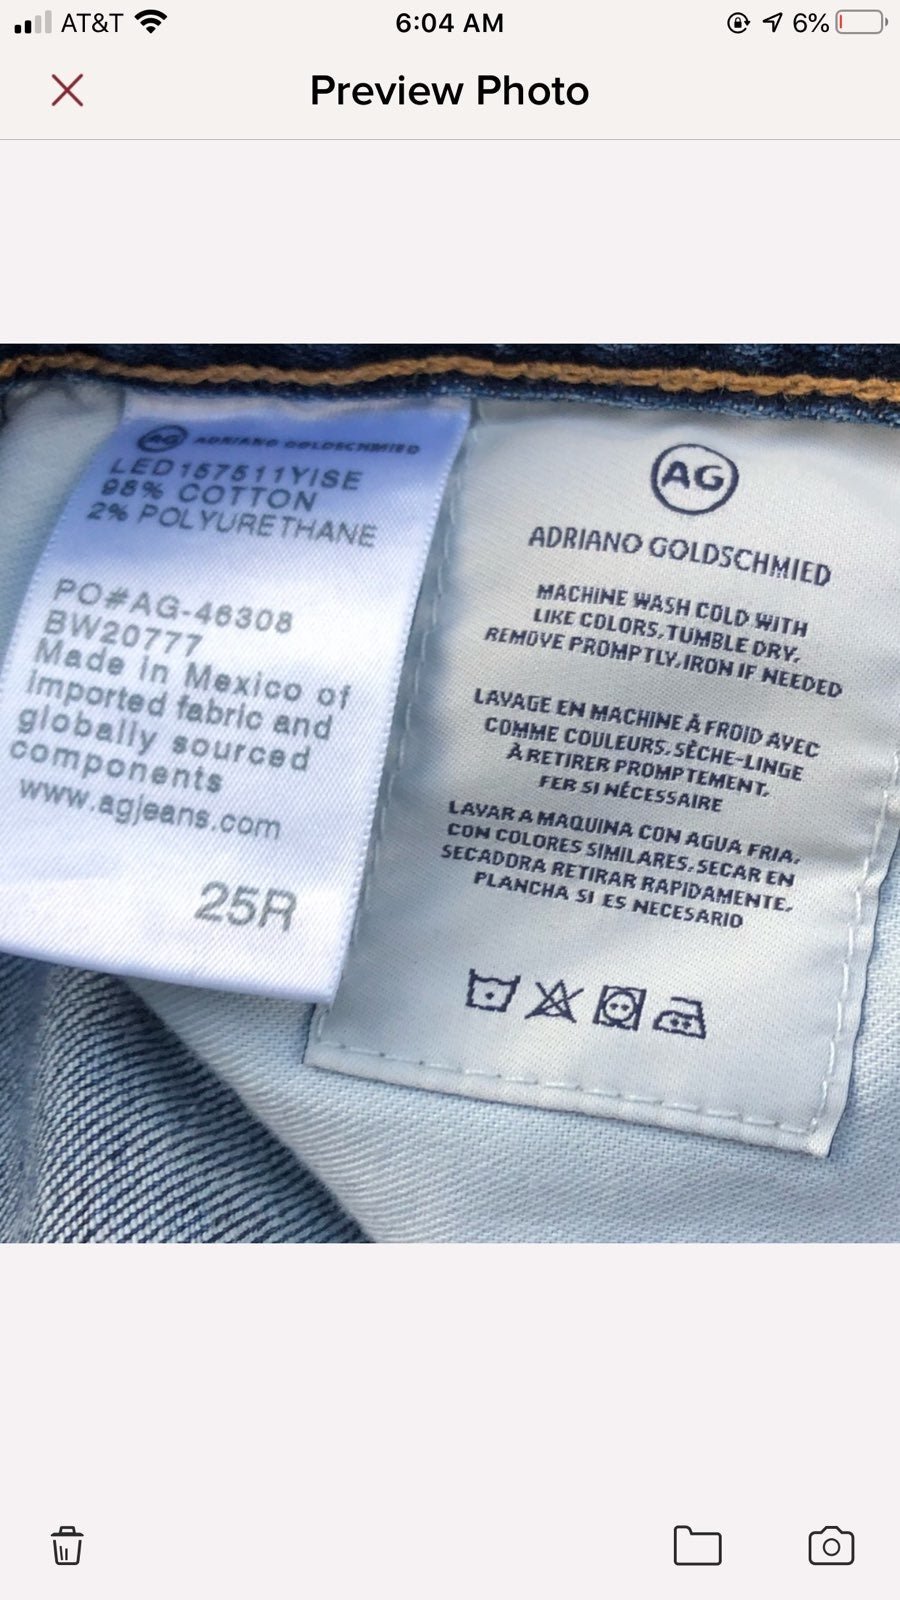 AT&T 6:04 AM 6%
Preview Photo
AG ADRIANO GOLDSCHMIED
LED157511YISE
98% COTTON
2% POLYURETHANE
PO#AG-46308
BW20777
Made in Mexico of
imported fabric and
globally sourced
components
www.agjeans.com
25R
AG
ADRIANO GOLDSCHMIED
MACHINE WASH COLD WITH
LIKE COLORS, TUMBLE DRY,
REMOVE PROMPTLY, IRON IF NEEDED
LAVAGE EN MACHINE À FROID AVEC
COMME COULEURS, SÈCHE-LINGE
À RETIRER PROMPTEMENT,
FER SI NÉCESSAIRE
LAVAR A MAQUINA CON AGUA FRIA,
CON COLORES SIMILARES, SECAR EN
SECADORA RETIRAR RAPIDAMENTE,
PLANCHA SI ES NECESARIO